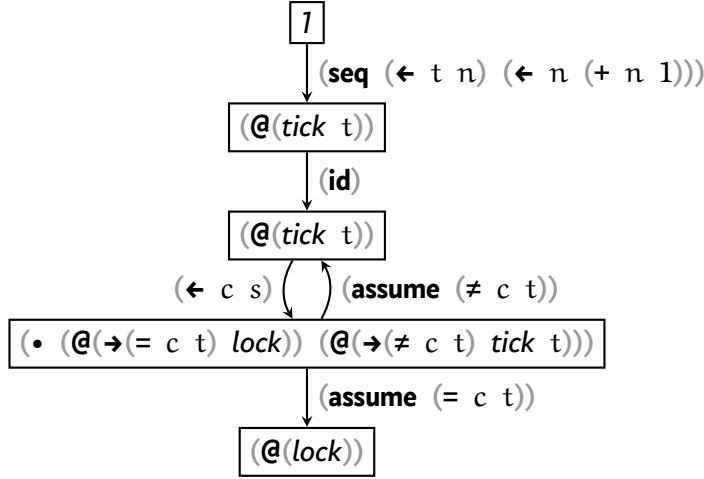 1
(seq (← t n) (← n (+ n 1)))
(@(tick t))
(id)
(@(tick t))
(← c s) (assume (≠ c t))
(• (@(→(= c t) lock)) (@(→(≠ c t) tick t)))
(assume (= c t))
(@(lock))